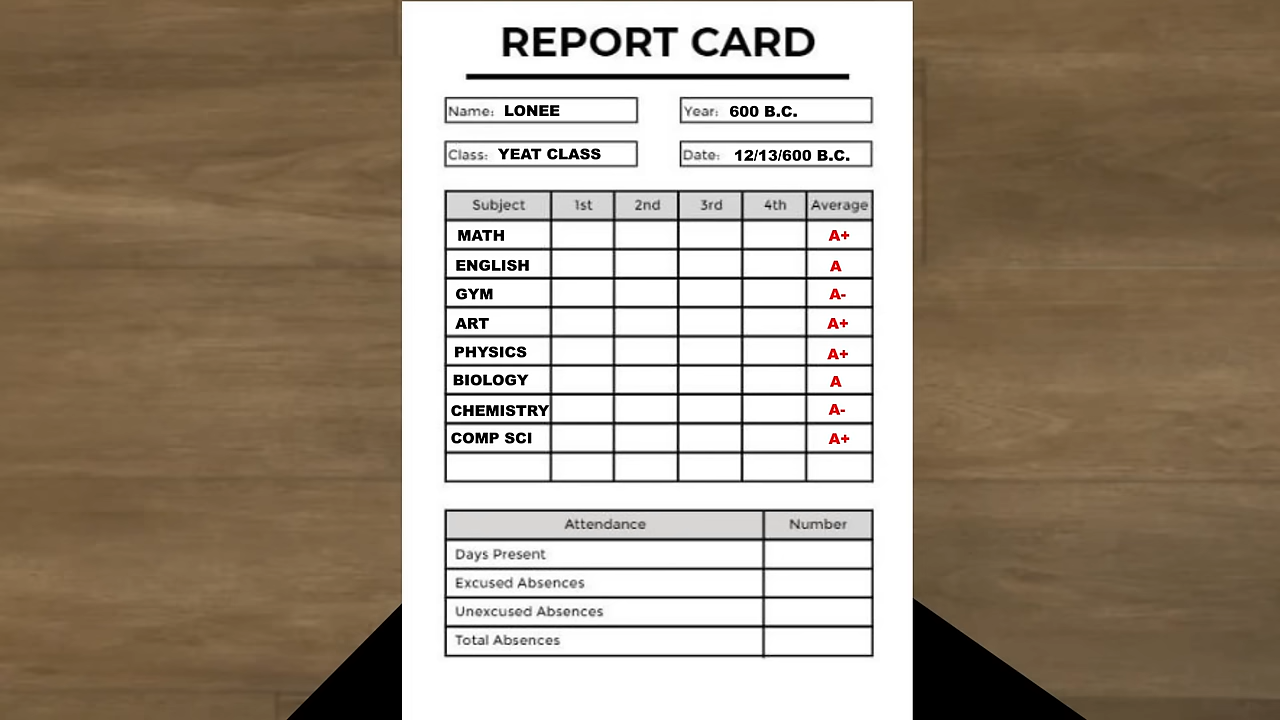 REPORT CARD
Name: LONEE Year: 600 B.C.
Class: YEAT CLASS Date: 12/13/600 B.C.
Subject 1st 2nd 3rd 4th Average
MATH A+
ENGLISH A
GYM A-
ART A+
PHYSICS A+
BIOLOGY A
CHEMISTRY A-
COMP SCI A+
Attendance Number
Days Present
Excused Absences
Unexcused Absences
Total Absences